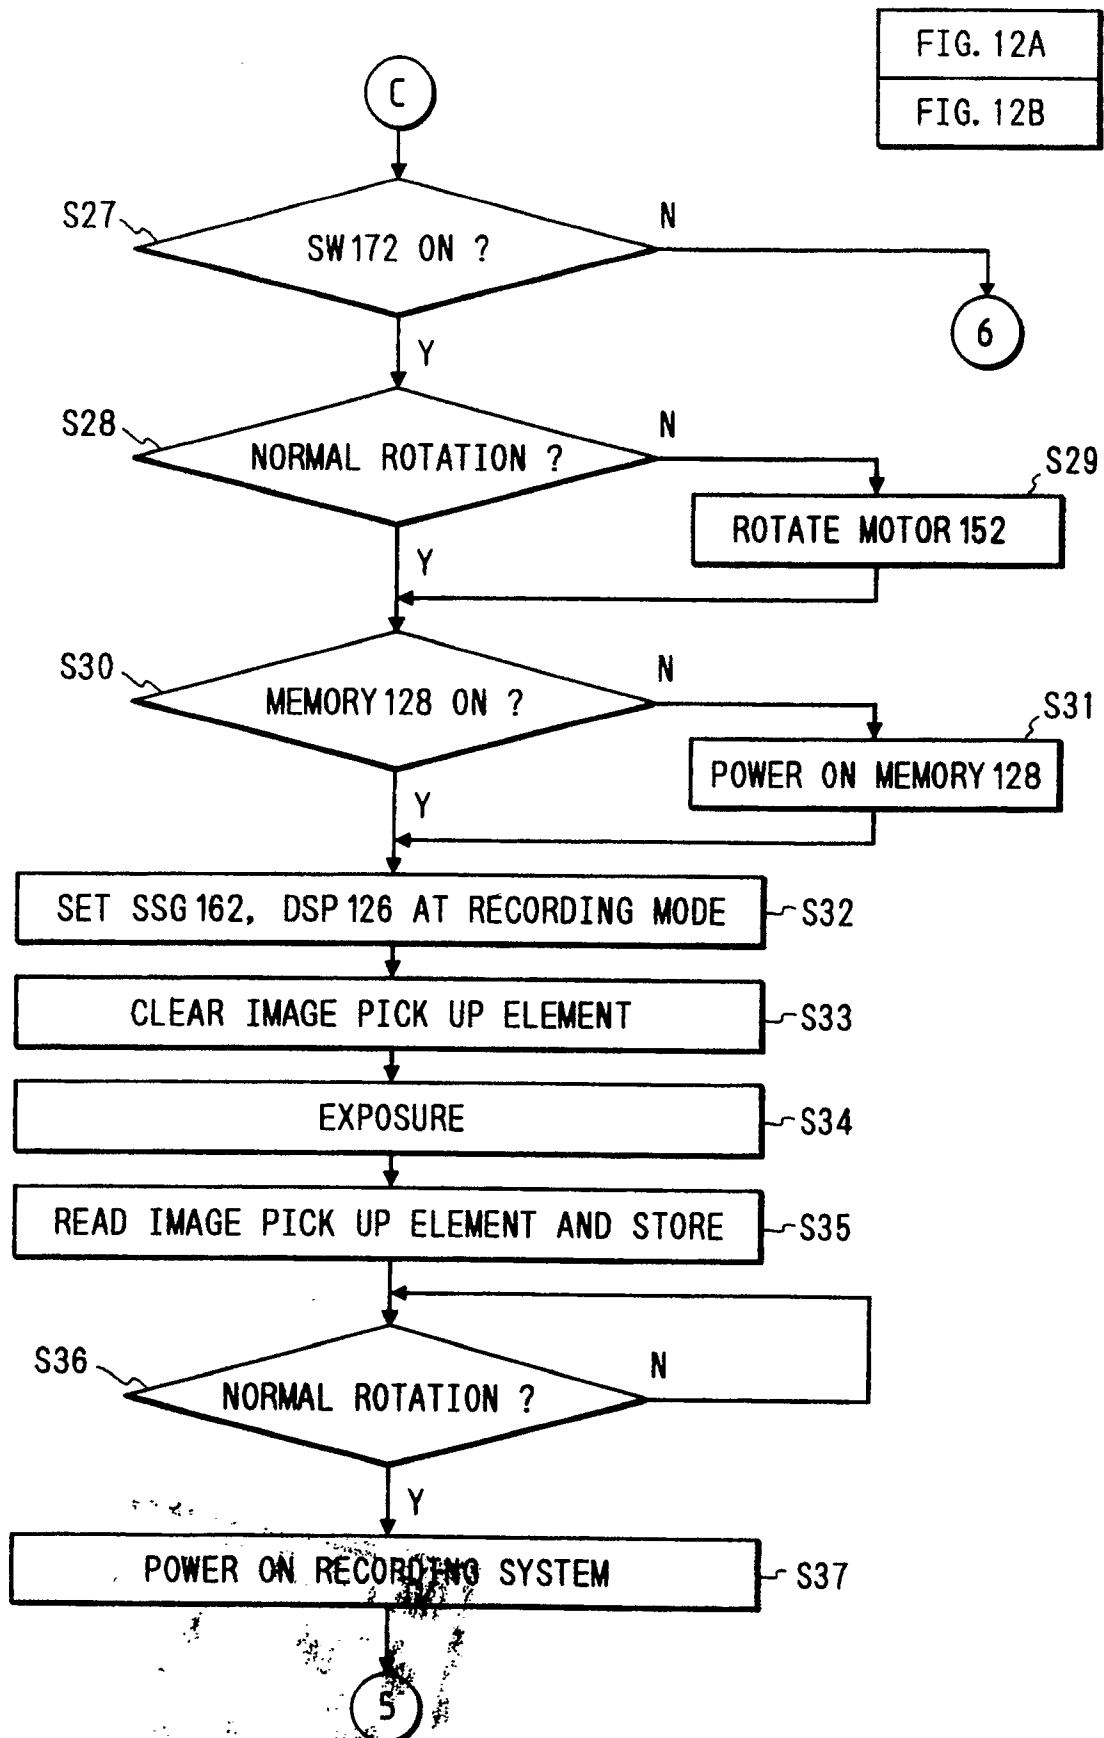 FIG. 12A
FIG. 12B
C
S27
SW172 ON ?
N
6
Y
S28
NORMAL ROTATION ?
N
S29
ROTATE MOTOR 152
Y
S30
MEMORY 128 ON ?
N
S31
POWER ON MEMORY 128
Y
SET SSG 162, DSP 126 AT RECORDING MODE
S32
CLEAR IMAGE PICK UP ELEMENT
S33
EXPOSURE
S34
READ IMAGE PICK UP ELEMENT AND STORE
S35
S36
NORMAL ROTATION ?
N
Y
POWER ON RECORDING SYSTEM
S37
5